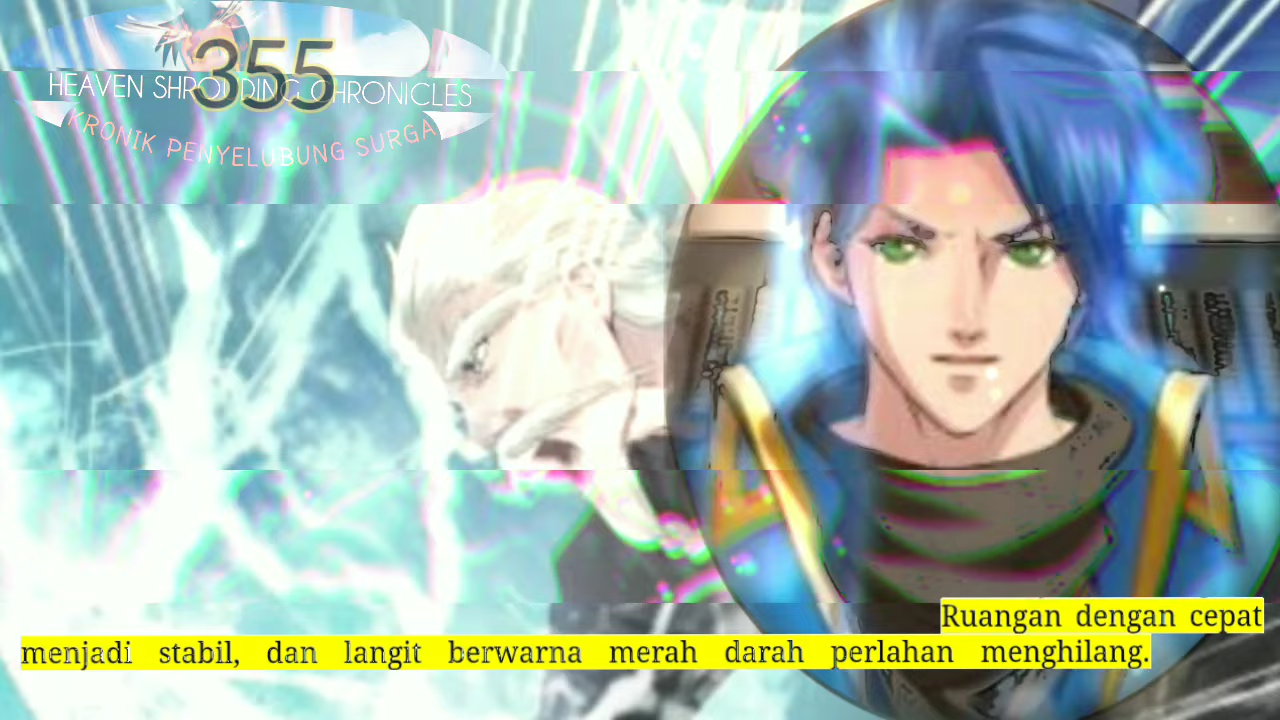 355
HEAVEN SHROUDING CHRONICLES
KRONIK PENYELUBUNG SURGA
Ruangan dengan cepat
menjadi stabil, dan langit berwarna merah darah perlahan menghilang.